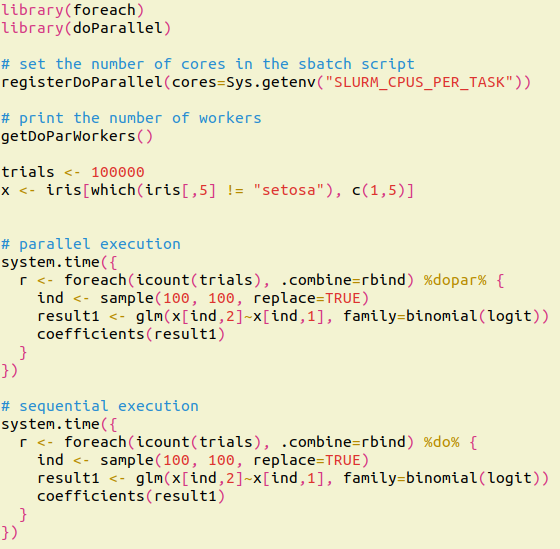 library(foreach)
library(doParallel)

# set the number of cores in the sbatch script
registerDoParallel(cores=Sys.getenv("SLURM_CPUS_PER_TASK"))

# print the number of workers
getDoParWorkers()

trials <- 100000
x <- iris[which(iris[,5] != "setosa"), c(1,5)]


# parallel execution
system.time({
  r <- foreach(icount(trials), .combine=rbind) %dopar% {
    ind <- sample(100, 100, replace=TRUE)
    result1 <- glm(x[ind,2]~x[ind,1], family=binomial(logit))
    coefficients(result1)
  }
})

# sequential execution
system.time({
  r <- foreach(icount(trials), .combine=rbind) %do% {
    ind <- sample(100, 100, replace=TRUE)
    result1 <- glm(x[ind,2]~x[ind,1], family=binomial(logit))
    coefficients(result1)
  }
})